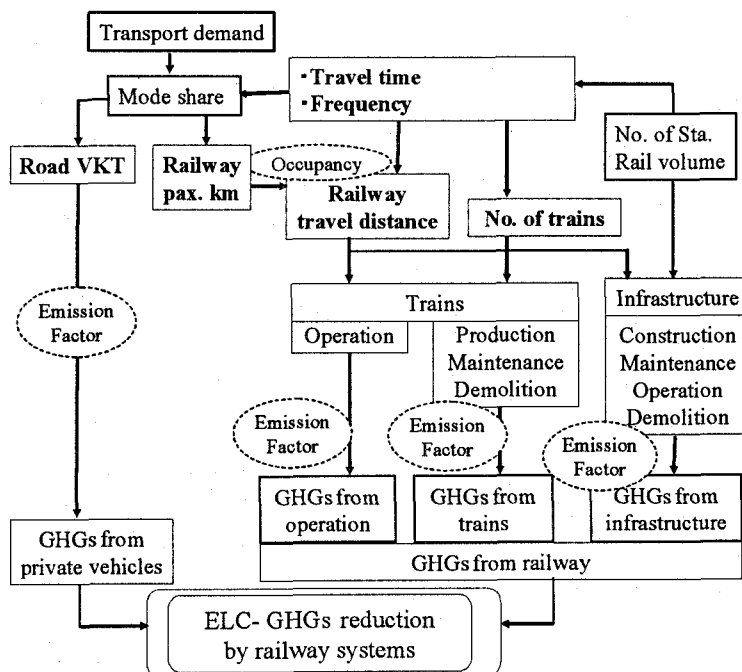 Transport demand
Mode share
・Travel time
・Frequency
No. of Sta.
Rail volume
Road VKT
Railway
pax. km
Occupancy
Railway
travel distance
No. of trains
Emission
Factor
Trains
Operation
Production
Maintenance
Demolition
Infrastructure
Construction
Maintenance
Operation
Demolition
Emission
Factor
Emission
Factor
Emission
Factor
GHGs from
operation
GHGs from
trains
GHGs from
infrastructure
GHGs from
private vehicles
GHGs from railway
ELC- GHGs reduction
by railway systems